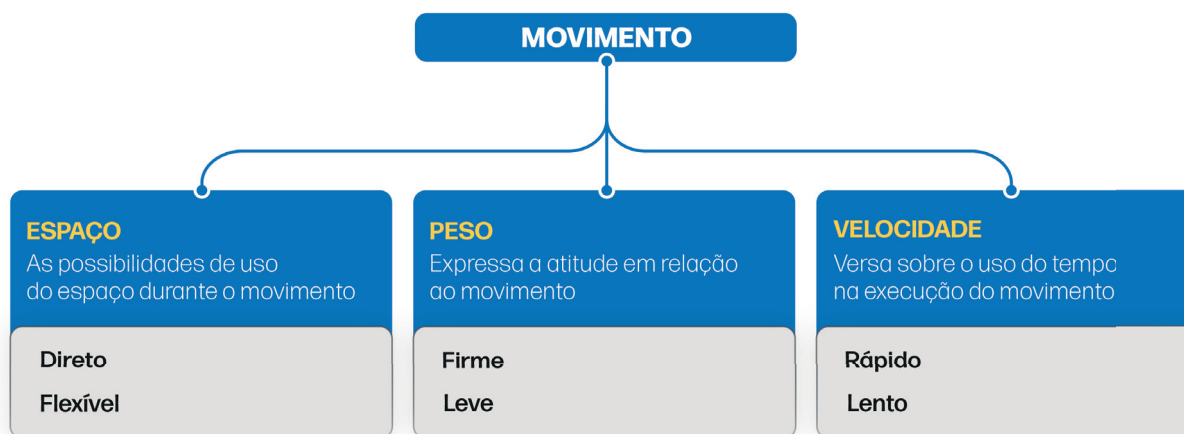 MOVIMENTO
ESPAÇO
As possibilidades de uso
do espaço durante o movimento
Direto
Flexível
PESO
Expressa a atitude em relação
ao movimento
Firme
Leve
VELOCIDADE
Versa sobre o uso do tempo
na execução do movimento
Rápido
Lento